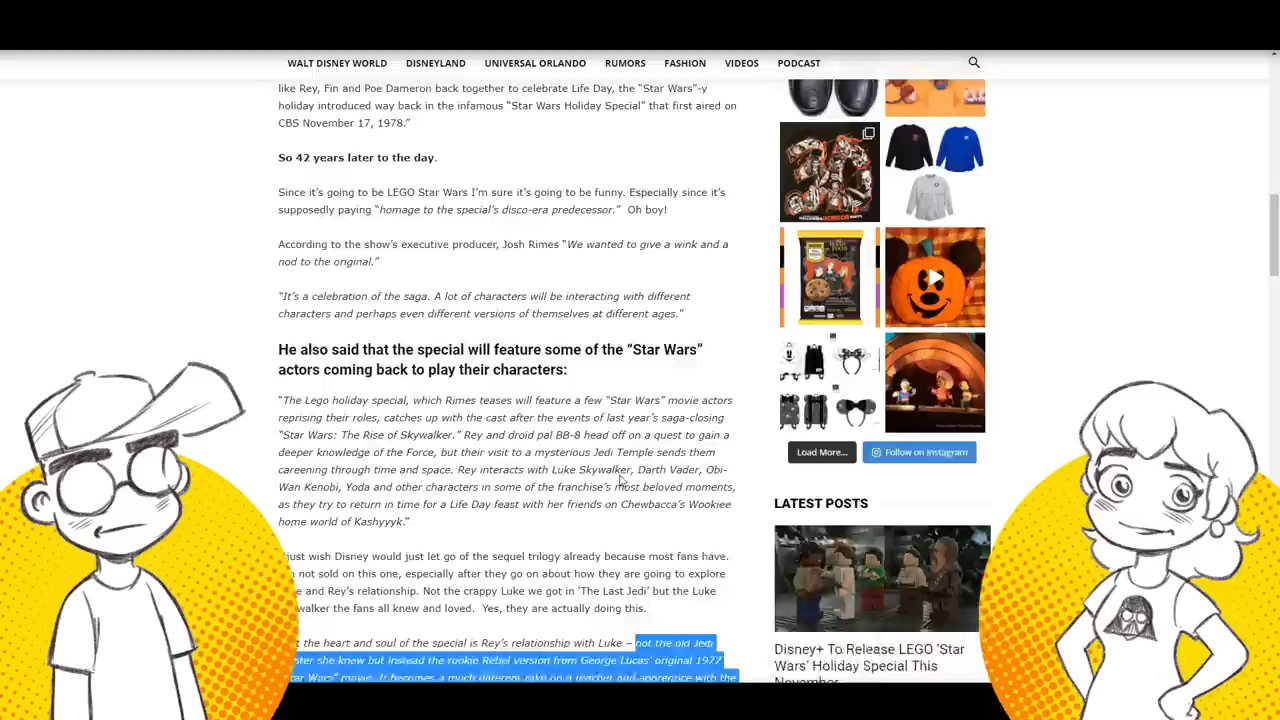 WALT DISNEY WORLD DISNEYLAND UNIVERSAL ORLANDO RUMORS FASHION VIDEOS PODCAST
like Rey, Fin and Poe Dameron back together to celebrate Life Day, the “Star Wars”-y
holiday introduced way back in the infamous “Star Wars Holiday Special” that first aired on
CBS November 17, 1978.”
So 42 years later to the day.
Since it’s going to be LEGO Star Wars I’m sure it’s going to be funny. Especially since it’s
supposedly paying “homage to the special’s disco-era predecessor.” Oh boy!
According to the show’s executive producer, Josh Rimes “We wanted to give a wink and a
nod to the original.”
“It’s a celebration of the saga. A lot of characters will be interacting with different
characters and perhaps even different versions of themselves at different ages.”
He also said that the special will feature some of the “Star Wars”
actors coming back to play their characters:
“The Lego holiday special, which Rimes teases will feature a few “Star Wars” movie actors
reprising their roles, catches up with the cast after the events of last year’s saga-closing
“Star Wars: The Rise of Skywalker.” Rey and droid pal BB-8 head off on a quest to gain a
deeper knowledge of the Force, but their visit to a mysterious Jedi Temple sends them
careening through time and space. Rey interacts with Luke Skywalker, Darth Vader, Obi-
Wan Kenobi, Yoda and other characters in some of the franchise’s most beloved moments,
as they try to return in time for a Life Day feast with her friends on Chewbacca’s Wookiee
home world of Kashyyyk.”
just wish Disney would just let go of the sequel trilogy already because most fans have.
not sold on this one, especially after they go on about how they are going to explore
and Rey’s relationship. Not the crappy Luke we got in ‘The Last Jedi’ but the Luke
walker the fans all knew and loved. Yes, they are actually doing this.
t the heart and soul of the special is Rey’s relationship with Luke – not the old Jedi
ster she knew but instead the rookie Rebel version from George Lucas’ original 1977
tar Wars” movie. It becomes a much different take on a teacher and apprentice with the
Load More...
Follow on Instagram
LATEST POSTS
Disney+ To Release LEGO ‘Star
Wars’ Holiday Special This
November